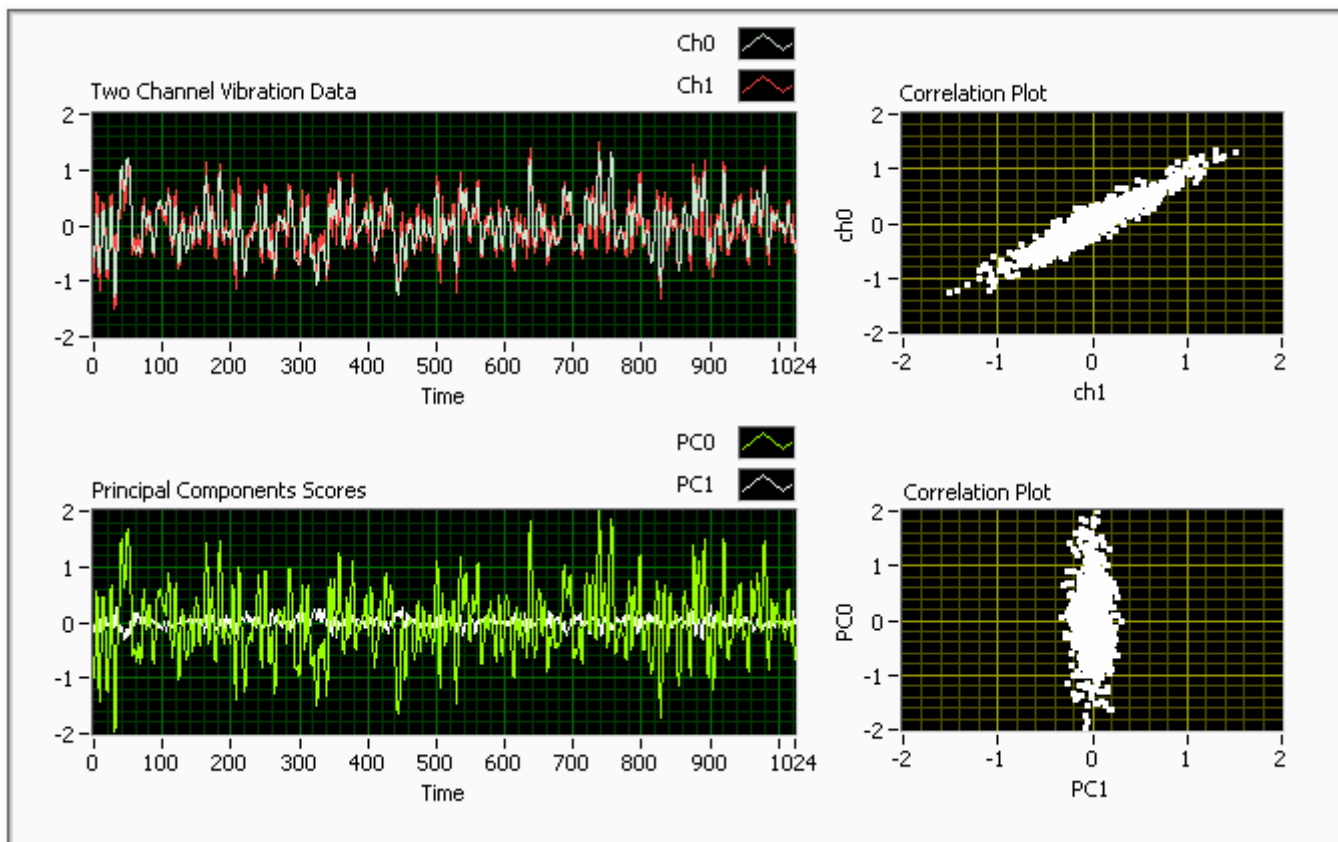 Ch0
Ch1
Two Channel Vibration Data
2
1
0
-1
-2
0 100 200 300 400 500 600 700 800 900 1024
Time
Correlation Plot
2
1
0
-1
-2
ch0
-2 -1 0 1 2
ch1
PC0
PC1
Principal Components Scores
2
1
0
-1
-2
0 100 200 300 400 500 600 700 800 900 1024
Time
Correlation Plot
2
1
0
-1
-2
PC0
-2 -1 0 1 2
PC1